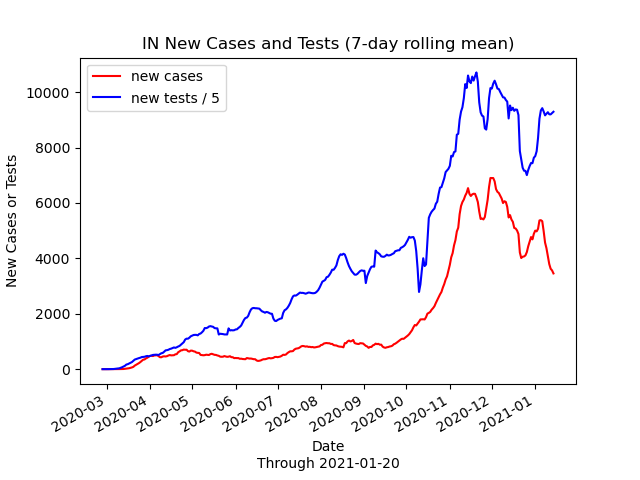 IN New Cases and Tests (7-day rolling mean)
new cases
new tests / 5
New Cases or Tests
10000
8000
6000
4000
2000
0
2020-03
2020-04
2020-05
2020-06
2020-07
2020-08
2020-09
2020-10
2020-11
2020-12
2021-01
Date
Through 2021-01-20